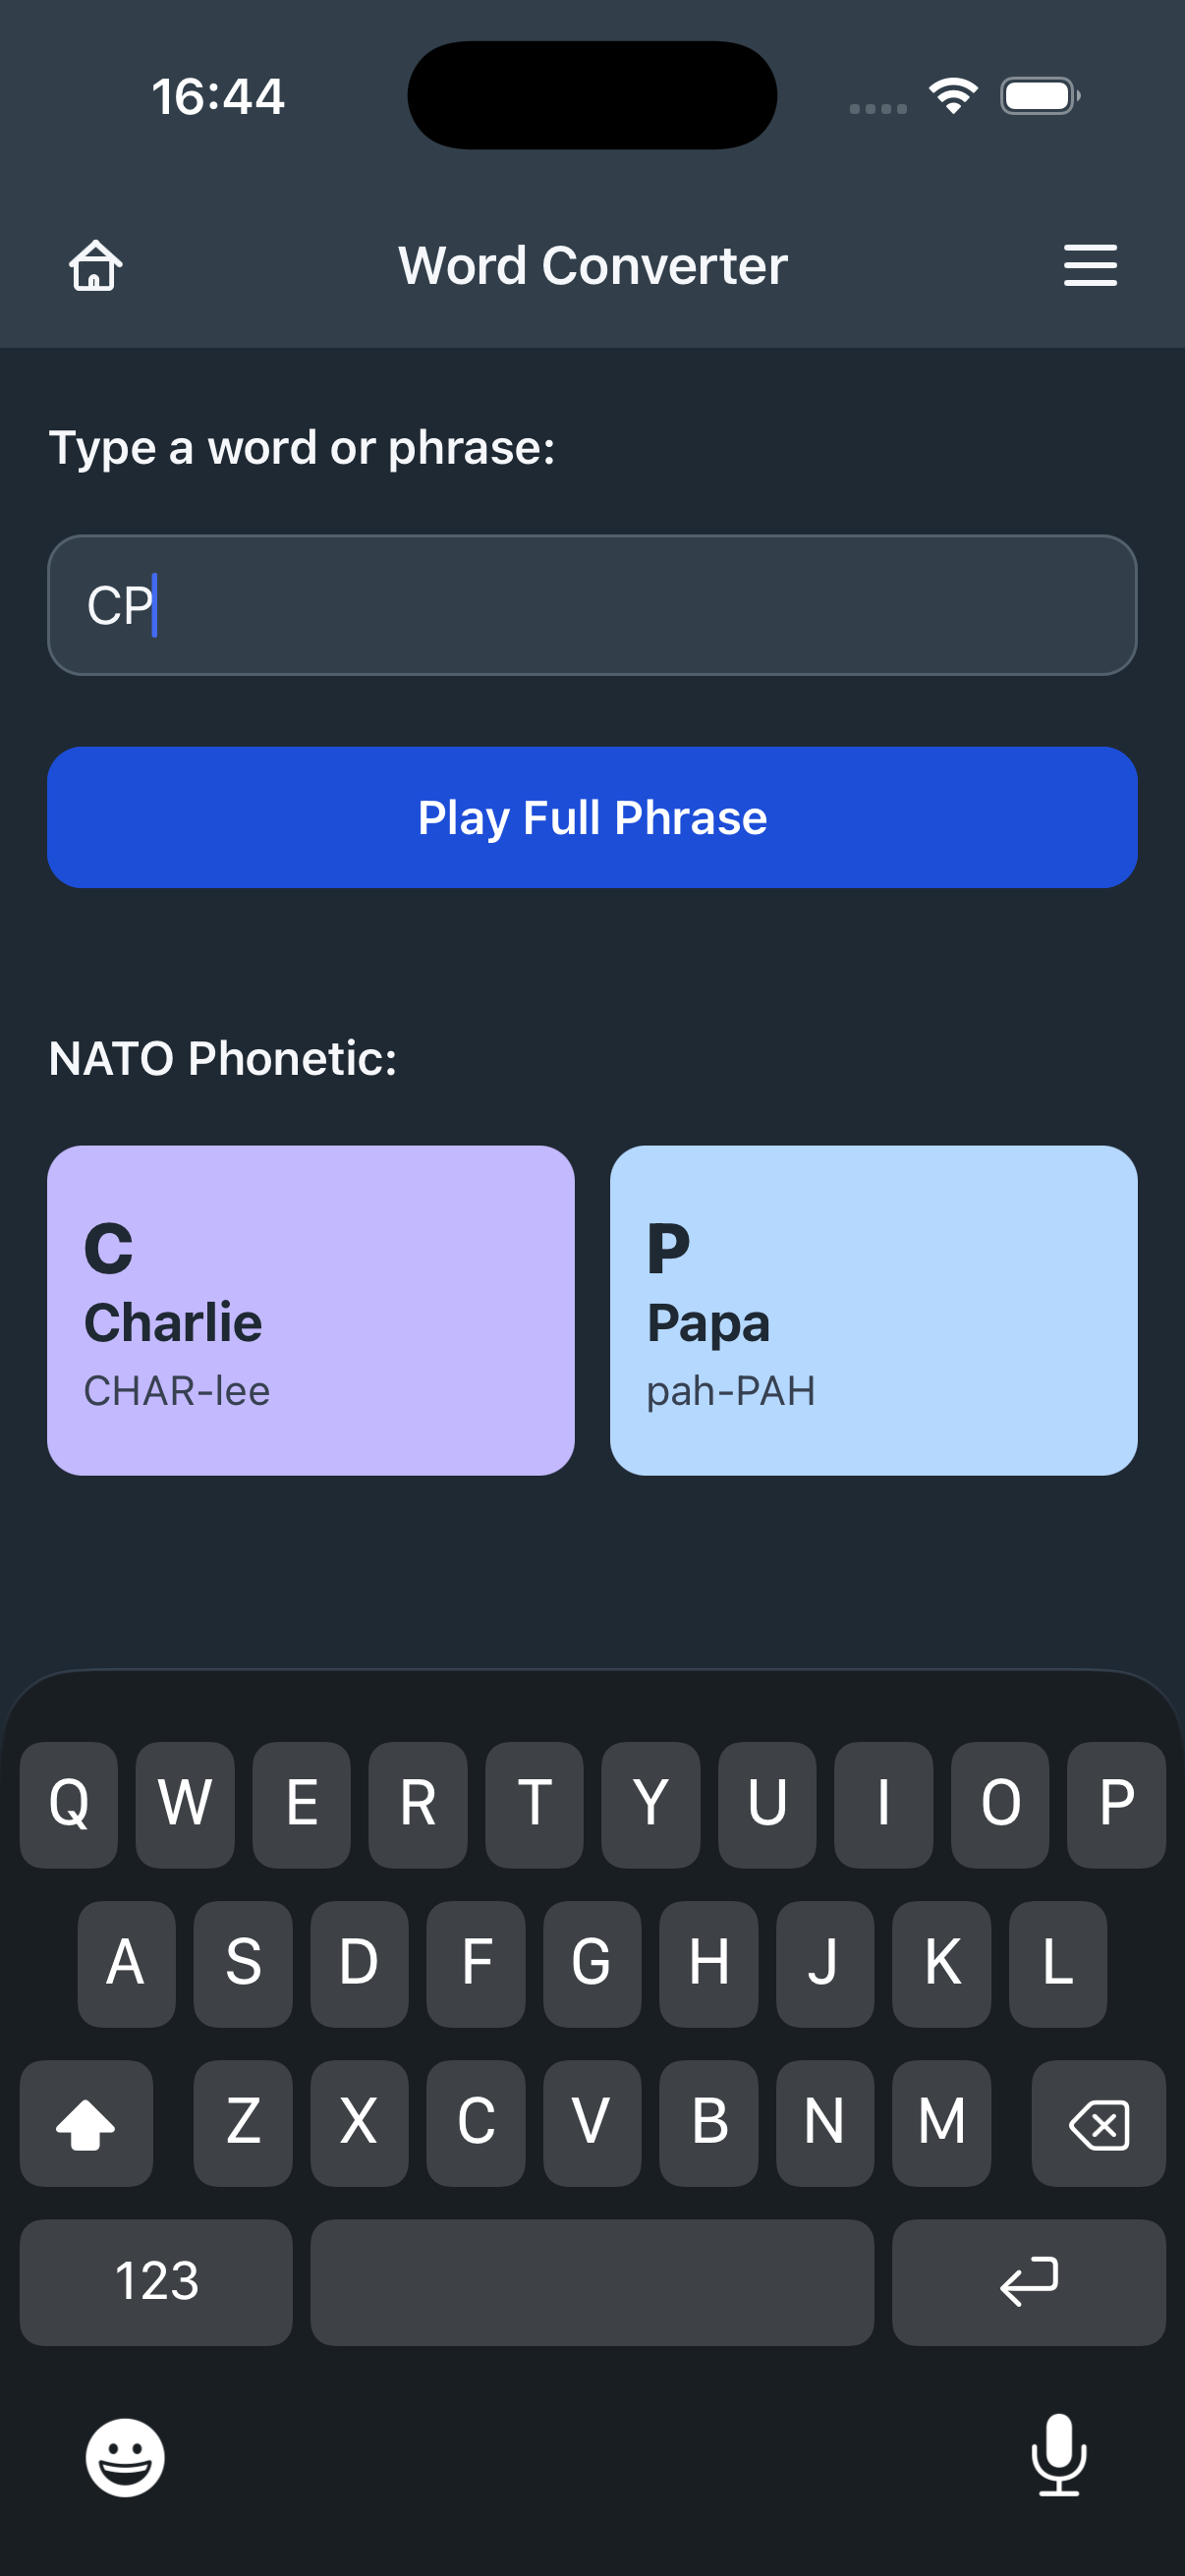 16:44
Word Converter
Type a word or phrase:
CP
Play Full Phrase
NATO Phonetic:
C
Charlie
CHAR-lee
P
Papa
pah-PAH
Q W E R T Y U I O P
A S D F G H J K L
Z X C V B N M
123